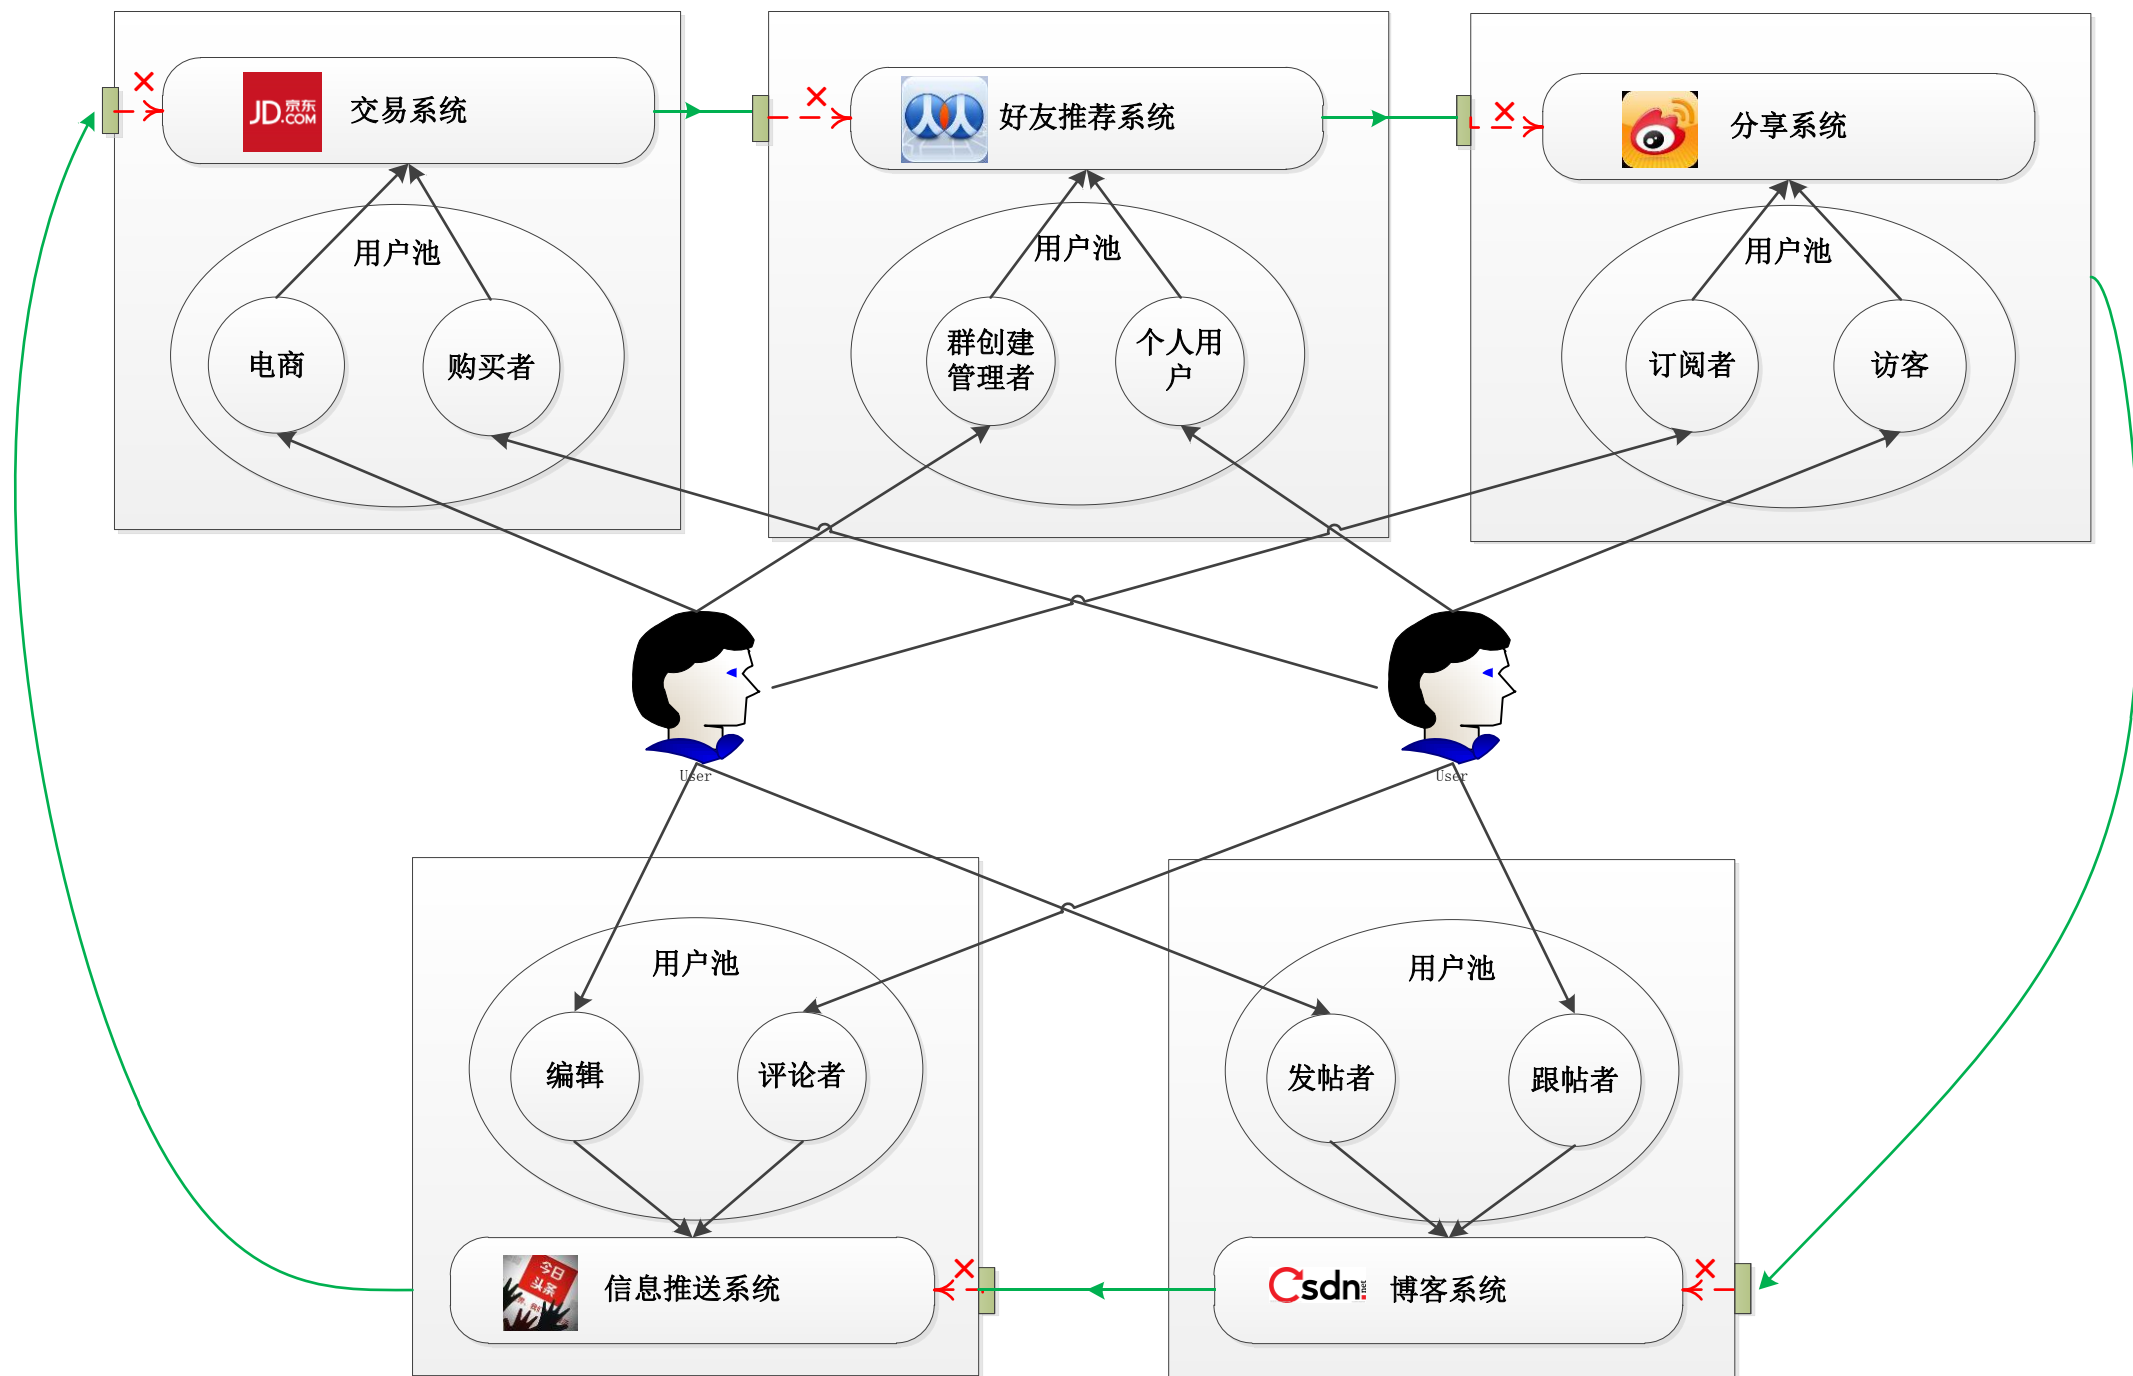 JD 京东
.COM
交易系统
好友推荐系统
分享系统
用户池
用户池
用户池
电商
购买者
群创建
管理者
个人用
户
订阅者
访客
User
User
用户池
用户池
编辑
评论者
发帖者
跟帖者
今日
头条
信息推送系统
Csdn
.net
博客系统